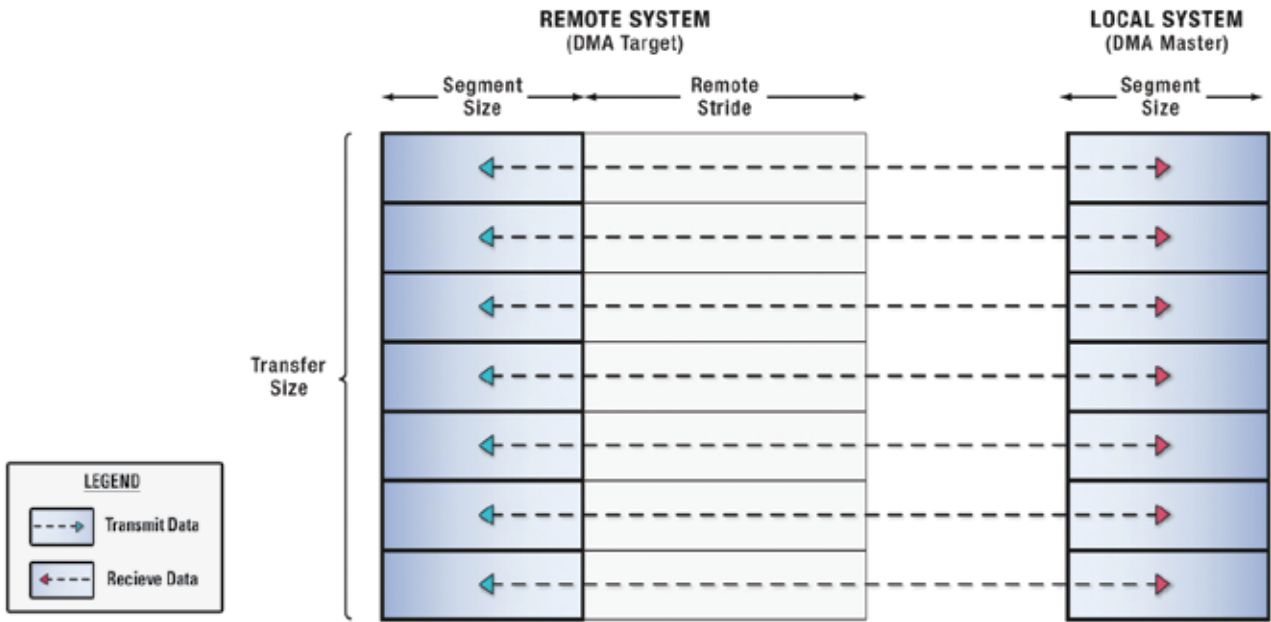 REMOTE SYSTEM
(DMA Target)
LOCAL SYSTEM
(DMA Master)
Segment
Size
Remote
Stride
Segment
Size
Transfer
Size
LEGEND
Transmit Data
Recieve Data